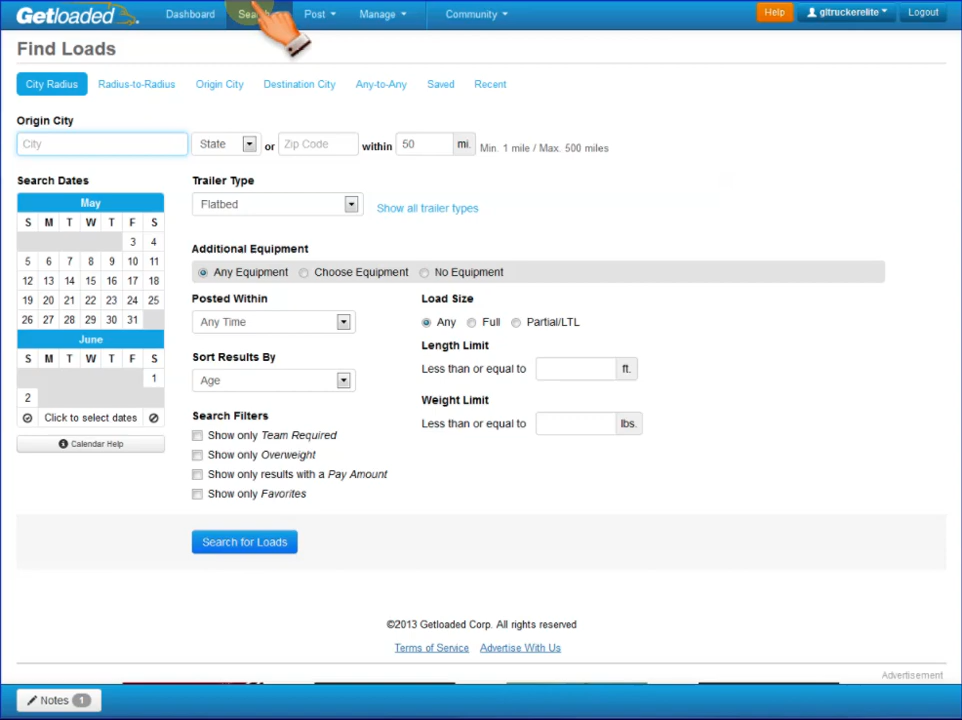 Getloaded Dashboard Post Manage Community Help gltruckerelite Logout
Find Loads
City Radius Radius-to-Radius Origin City Destination City Any-to-Any Saved Recent
Origin City
City State or Zip Code within 50 mi. Min. 1 mile / Max. 500 miles
Search Dates
May
S M T W T F S
3 4
5 6 7 8 9 10 11
12 13 14 15 16 17 18
19 20 21 22 23 24 25
26 27 28 29 30 31
June
S M T W T F S
1
2
Click to select dates
Calendar Help
Trailer Type
Flatbed Show all trailer types
Additional Equipment
Any Equipment Choose Equipment No Equipment
Posted Within
Any Time
Sort Results By
Age
Search Filters
Show only Team Required
Show only Overweight
Show only results with a Pay Amount
Show only Favorites
Load Size
Any Full Partial/LTL
Length Limit
Less than or equal to ft.
Weight Limit
Less than or equal to lbs.
Search for Loads
©2013 Getloaded Corp. All rights reserved
Terms of Service Advertise With Us
Advertisement
Notes 1